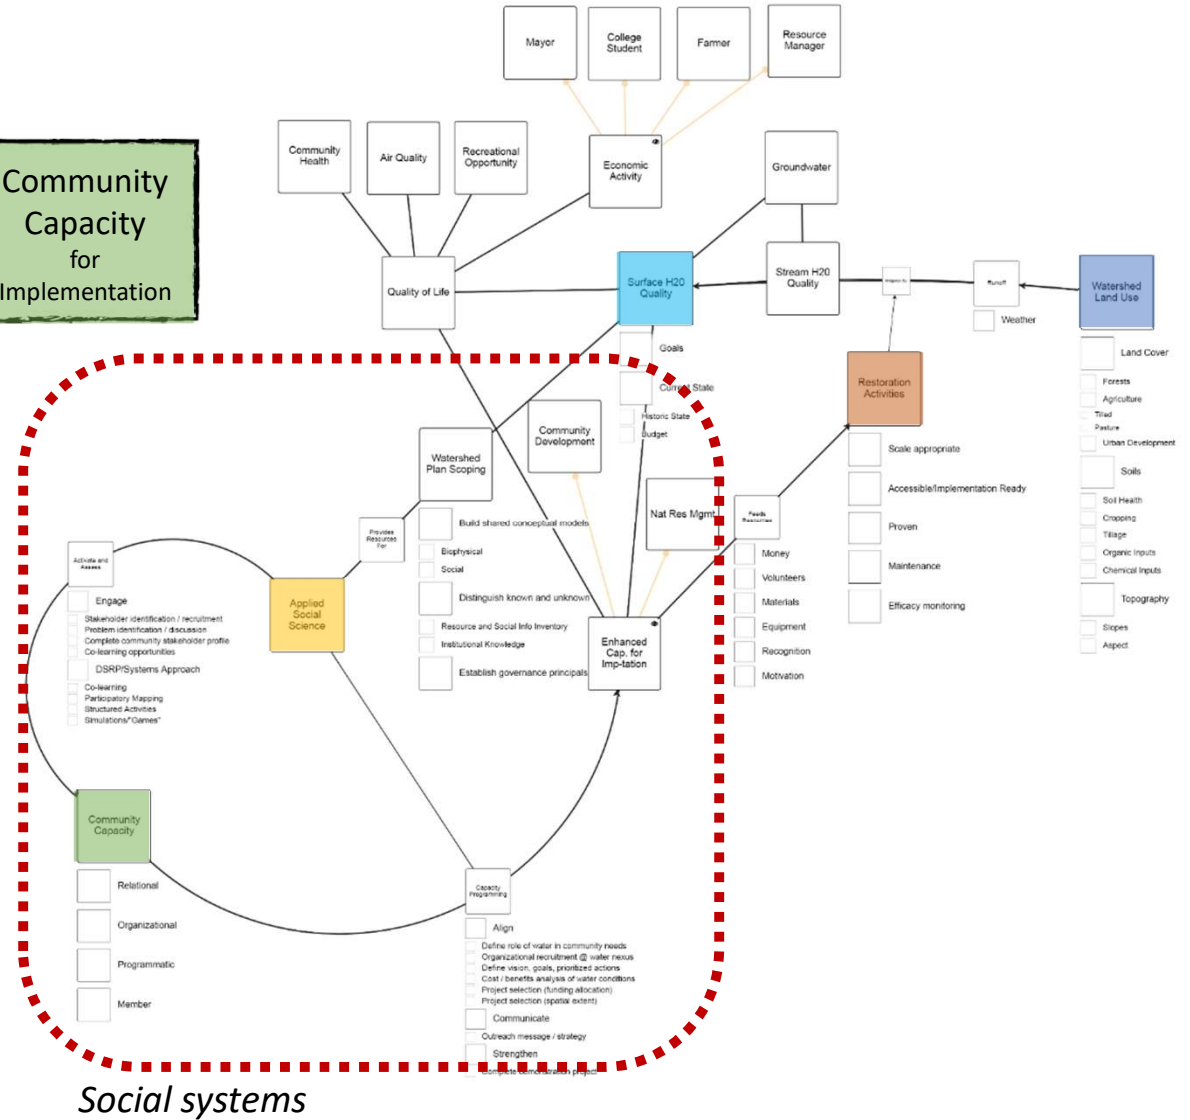 Mayor
College
Student
Farmer
Resource
Manager
Community
Health
Air Quality
Recreational
Opportunity
Economic
Activity
Groundwater
Community
Capacity
for
Implementation
Quality of Life
Surface H20
Quality
Stream H20
Quality
Runoff
Watershed
Land Use
Weather
Goals
Current State
Historic State
Budget
Restoration
Activities
Scale appropriate
Accessible/Implementation Ready
Proven
Maintenance
Efficacy monitoring
Land Cover
Forests
Agriculture
Tilled
Pasture
Urban Development
Soils
Soil Health
Cropping
Tillage
Organic Inputs
Chemical Inputs
Topography
Slopes
Aspect
Community
Development
Watershed
Plan Scoping
Build shared conceptual models
Biophysical
Social
Distinguish known and unknown
Resource and Social Info Inventory
Institutional Knowledge
Establish governance principals
Nat Res Mgmt
Feeds
Resources
Money
Volunteers
Materials
Equipment
Recognition
Motivation
Provides
Resources
For
Activate and
Assess
Engage
Stakeholder identification / recruitment
Problem identification / discussion
Complete community stakeholder profile
Co-learning opportunities
DSRP/Systems Approach
Co-learning
Participatory Mapping
Structured Activities
Simulations/"Games"
Applied
Social
Science
Enhanced
Cap. for
Imp-tation
Community
Capacity
Relational
Organizational
Programmatic
Member
Capacity
Programming
Align
Define role of water in community needs
Organizational recruitment @ water nexus
Define vision, goals, prioritized actions
Cost / benefits analysis of water conditions
Project selection (funding allocation)
Project selection (spatial extent)
Communicate
Outreach message / strategy
Strengthen
Complete demonstration project
Social systems